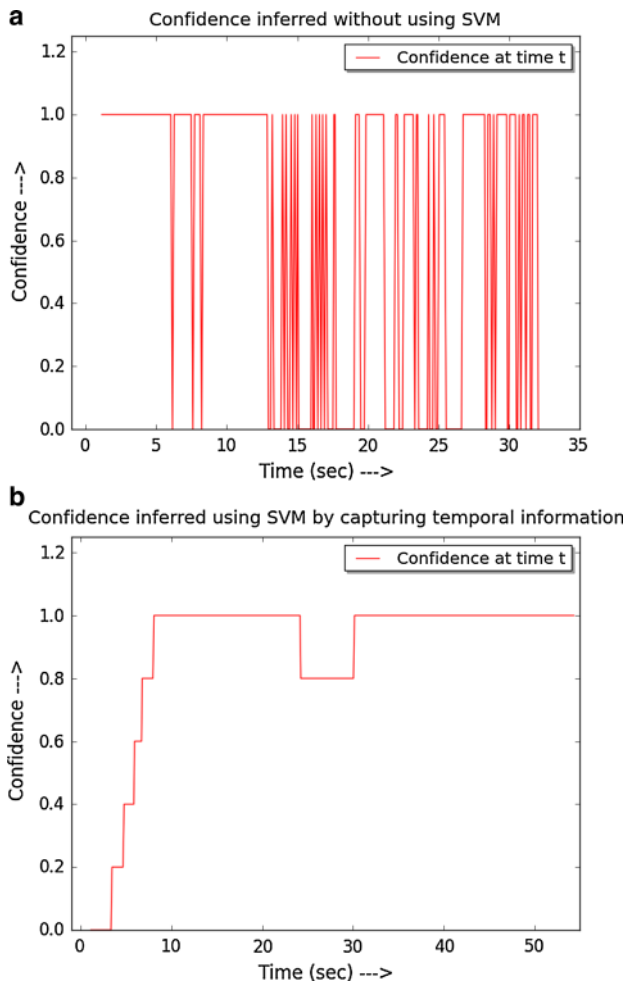 a
Confidence inferred without using SVM
Confidence at time t
1.2
1.0
0.8
0.6
0.4
0.2
0.0
Confidence --->
0 5 10 15 20 25 30 35
Time (sec) --->
b
Confidence inferred using SVM by capturing temporal information
Confidence at time t
1.2
1.0
0.8
0.6
0.4
0.2
0.0
Confidence --->
0 10 20 30 40 50
Time (sec) --->